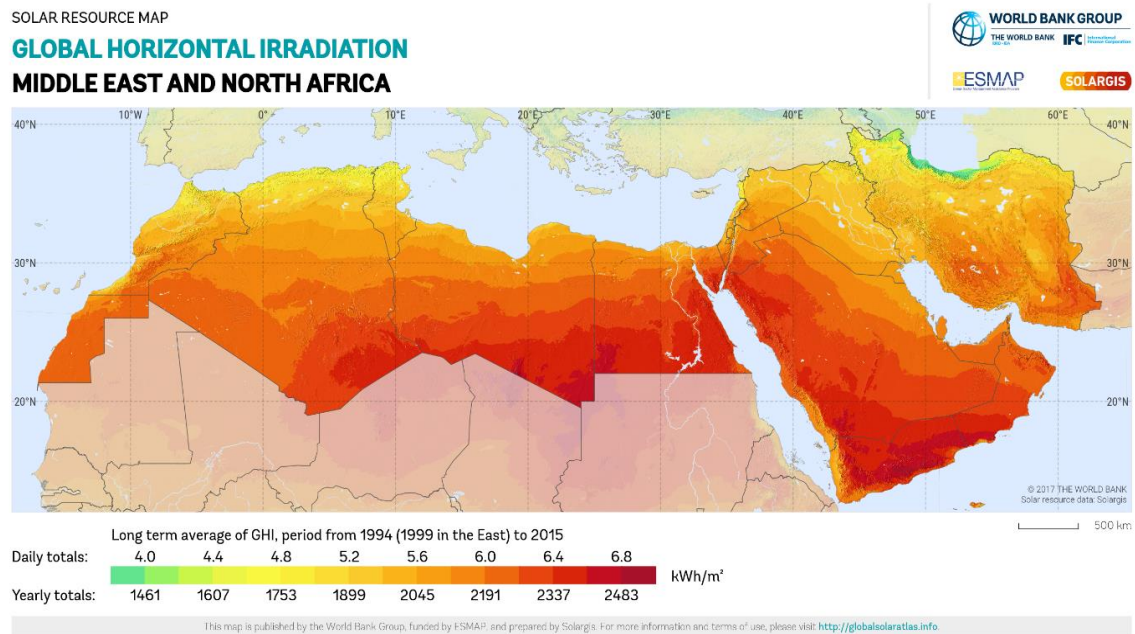 SOLAR RESOURCE MAP
GLOBAL HORIZONTAL IRRADIATION
MIDDLE EAST AND NORTH AFRICA
WORLD BANK GROUP
THE WORLD BANK
IFC
ESMAP
SOLARGIS
10°W 0° 10°E 20°E 30°E 40°E 50°E 60°E
40°N 40°N
30°N 30°N
20°N 20°N
© 2017 THE WORLD BANK
Solar resource data: Solargis
500 km
Long term average of GHI, period from 1994 (1999 in the East) to 2015
Daily totals: 4.0 4.4 4.8 5.2 5.6 6.0 6.4 6.8
kWh/m²
Yearly totals: 1461 1607 1753 1899 2045 2191 2337 2483
This map is published by the World Bank Group, funded by ESMAP, and prepared by Solargis. For more information and terms of use, please visit http://globalsolaratlas.info.